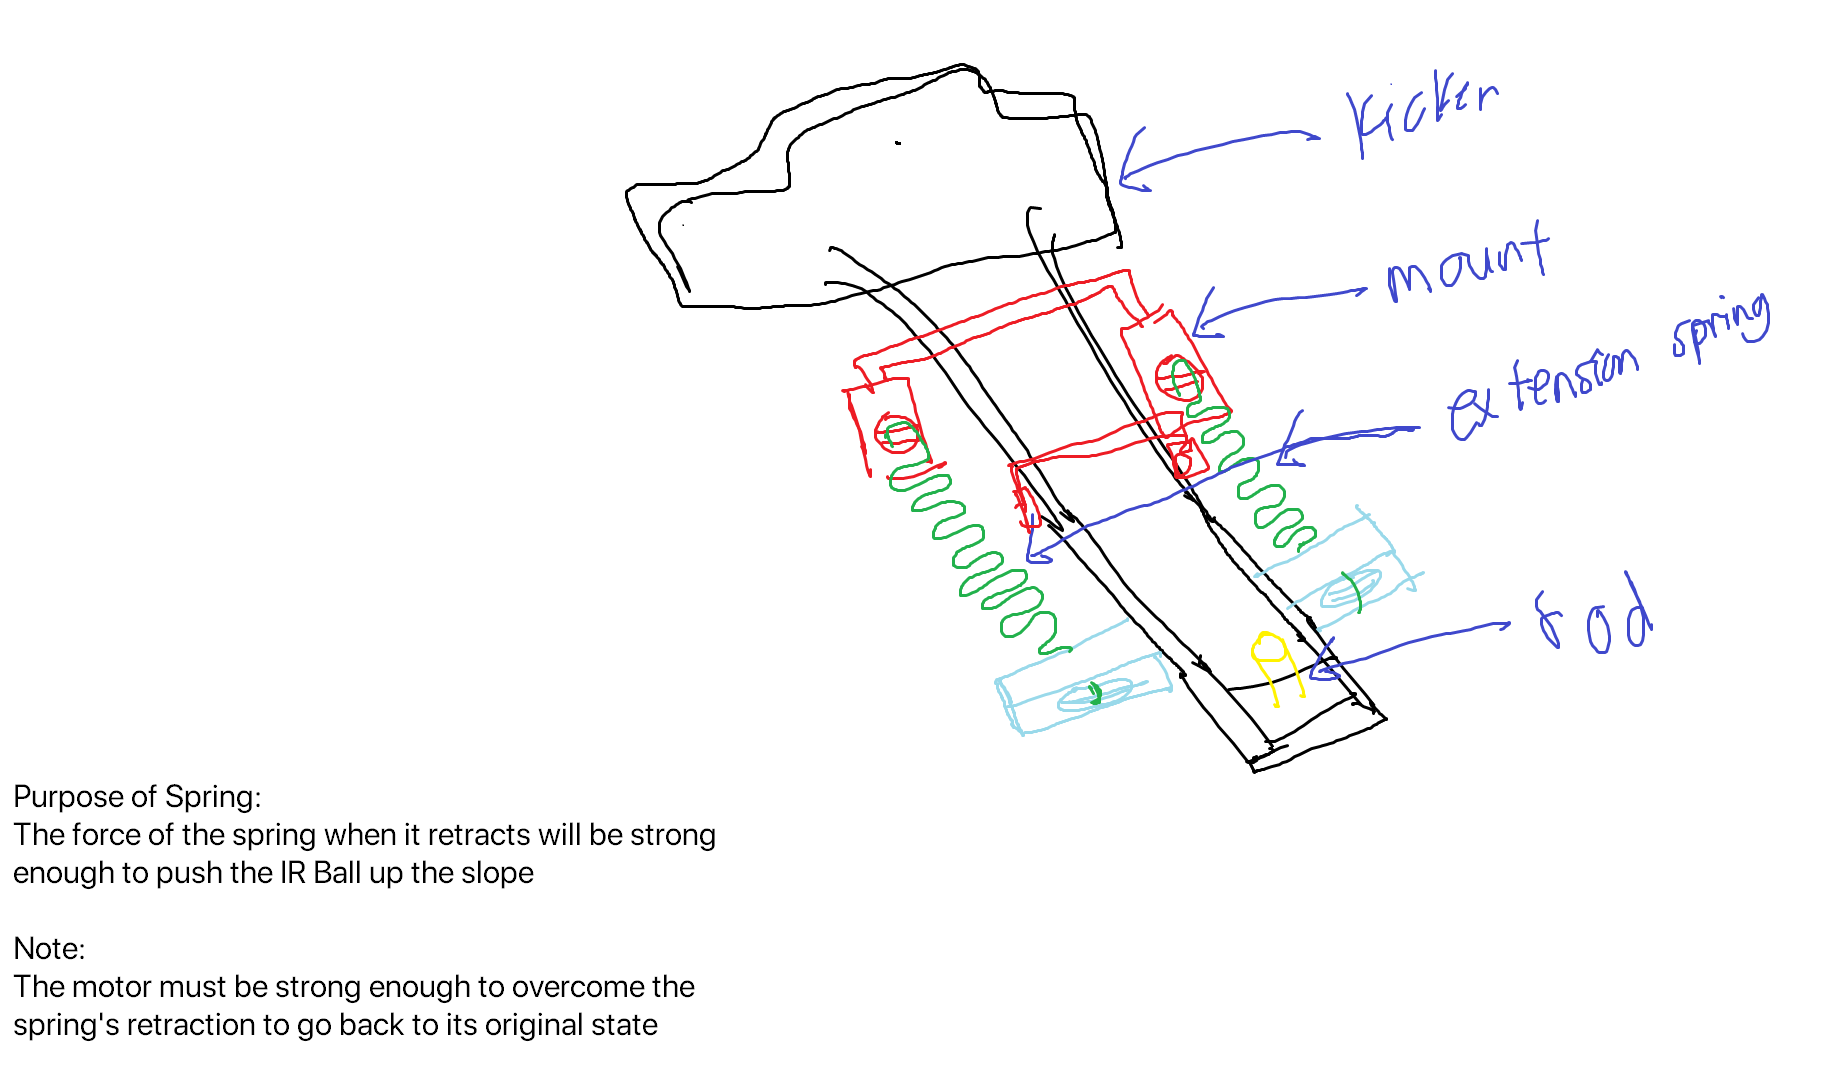 Kicker
mount
extension spring
rod
Purpose of Spring:
The force of the spring when it retracts will be strong
enough to push the IR Ball up the slope
Note:
The motor must be strong enough to overcome the
spring's retraction to go back to its original state